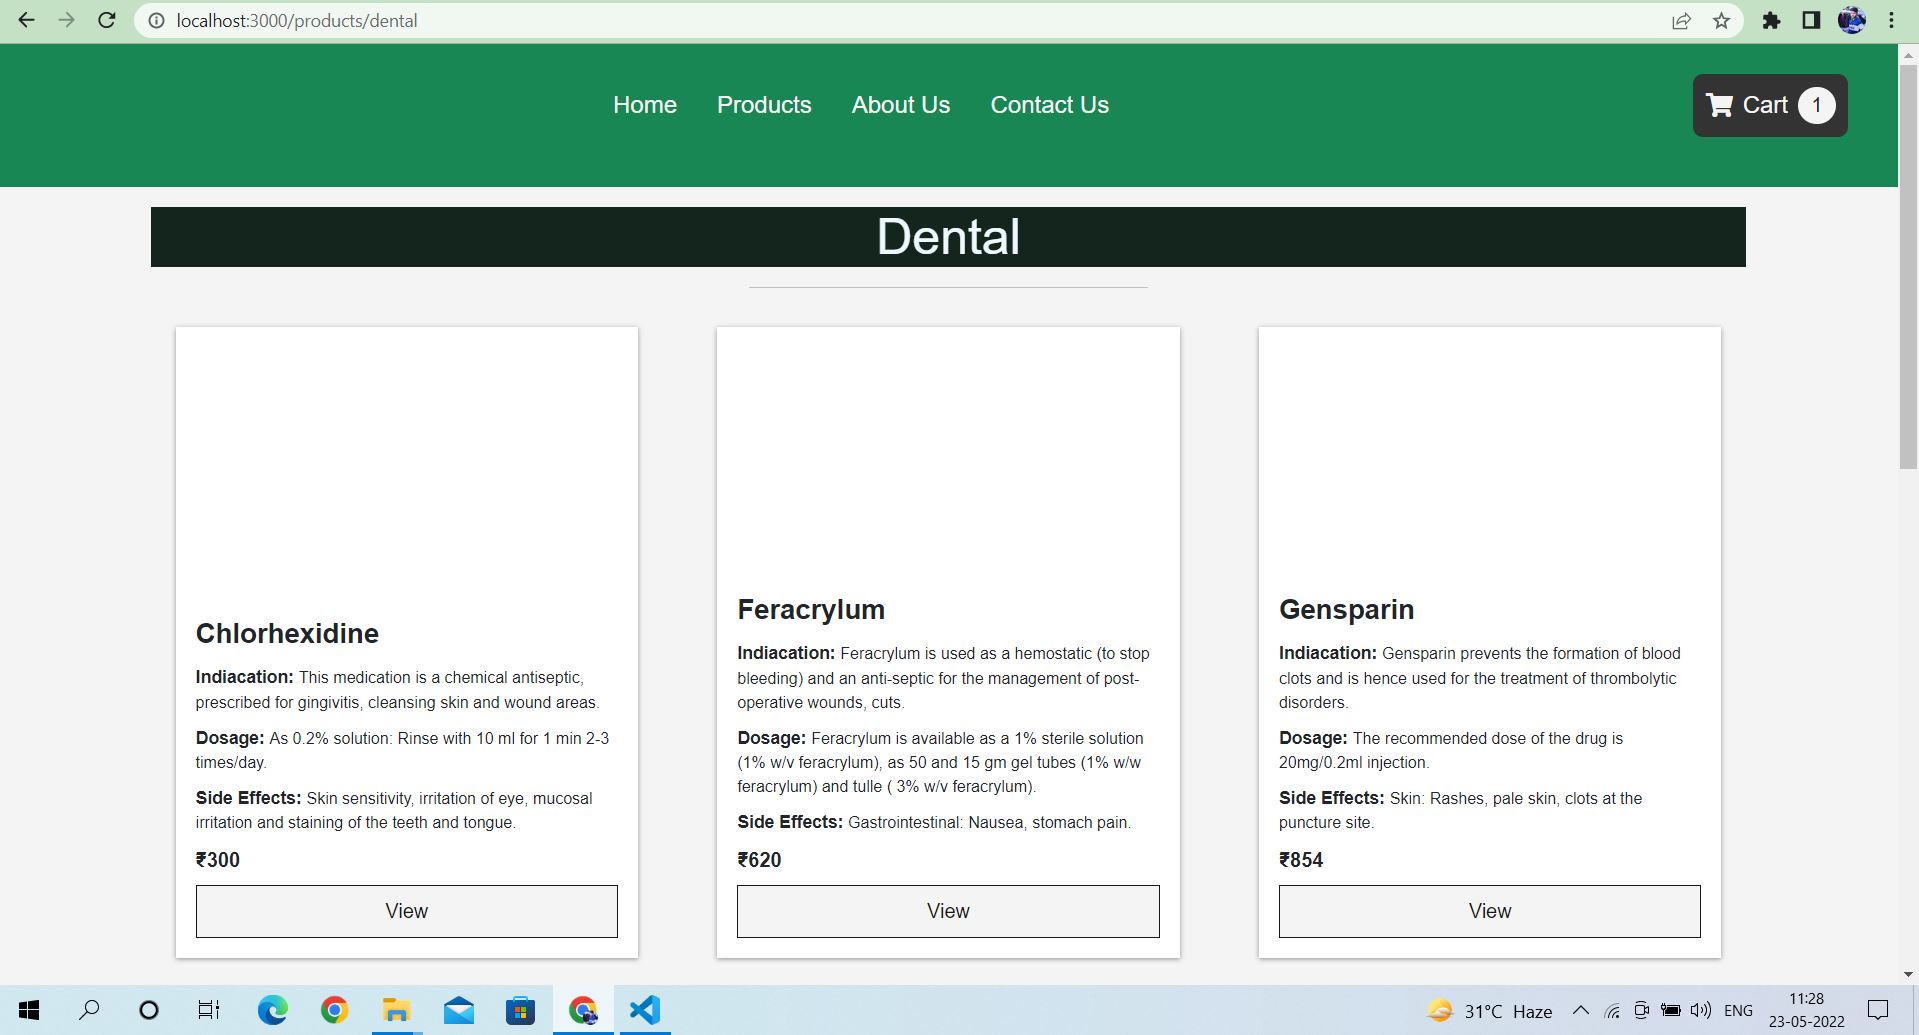 localhost:3000/products/dental
Home Products About Us Contact Us Cart 1
Dental
Chlorhexidine
Indiacation: This medication is a chemical antiseptic,
prescribed for gingivitis, cleansing skin and wound areas.
Dosage: As 0.2% solution: Rinse with 10 ml for 1 min 2-3
times/day.
Side Effects: Skin sensitivity, irritation of eye, mucosal
irritation and staining of the teeth and tongue.
₹300
View
Feracrylum
Indiacation: Feracrylum is used as a hemostatic (to stop
bleeding) and an anti-septic for the management of post-
operative wounds, cuts.
Dosage: Feracrylum is available as a 1% sterile solution
(1% w/v feracrylum), as 50 and 15 gm gel tubes (1% w/w
feracrylum) and tulle ( 3% w/v feracrylum).
Side Effects: Gastrointestinal: Nausea, stomach pain.
₹620
View
Gensparin
Indiacation: Gensparin prevents the formation of blood
clots and is hence used for the treatment of thrombolytic
disorders.
Dosage: The recommended dose of the drug is
20mg/0.2ml injection.
Side Effects: Skin: Rashes, pale skin, clots at the
puncture site.
₹854
View
31°C Haze ENG
11:28
23-05-2022